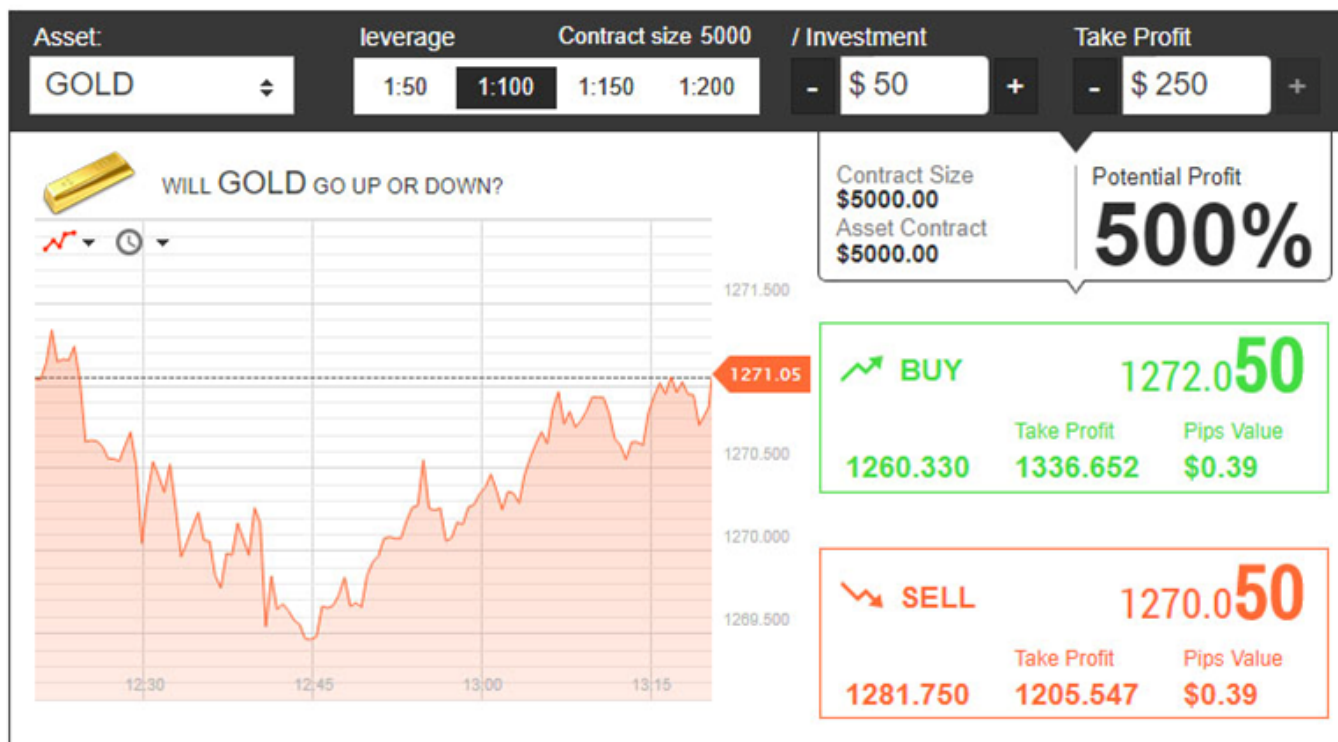 Asset: leverage Contract size 5000 / Investment Take Profit
GOLD 1:50 1:100 1:150 1:200 - $ 50 + - $ 250 +
WILL GOLD GO UP OR DOWN?
Contract Size
$5000.00
Asset Contract
$5000.00
Potential Profit
500%
1271.500
1271.05
1270.500
1270.000
1269.500
12:30 12:45 13:00 13:15
BUY 1272.050
Take Profit Pips Value
1260.330 1336.652 $0.39
SELL 1270.050
Take Profit Pips Value
1281.750 1205.547 $0.39